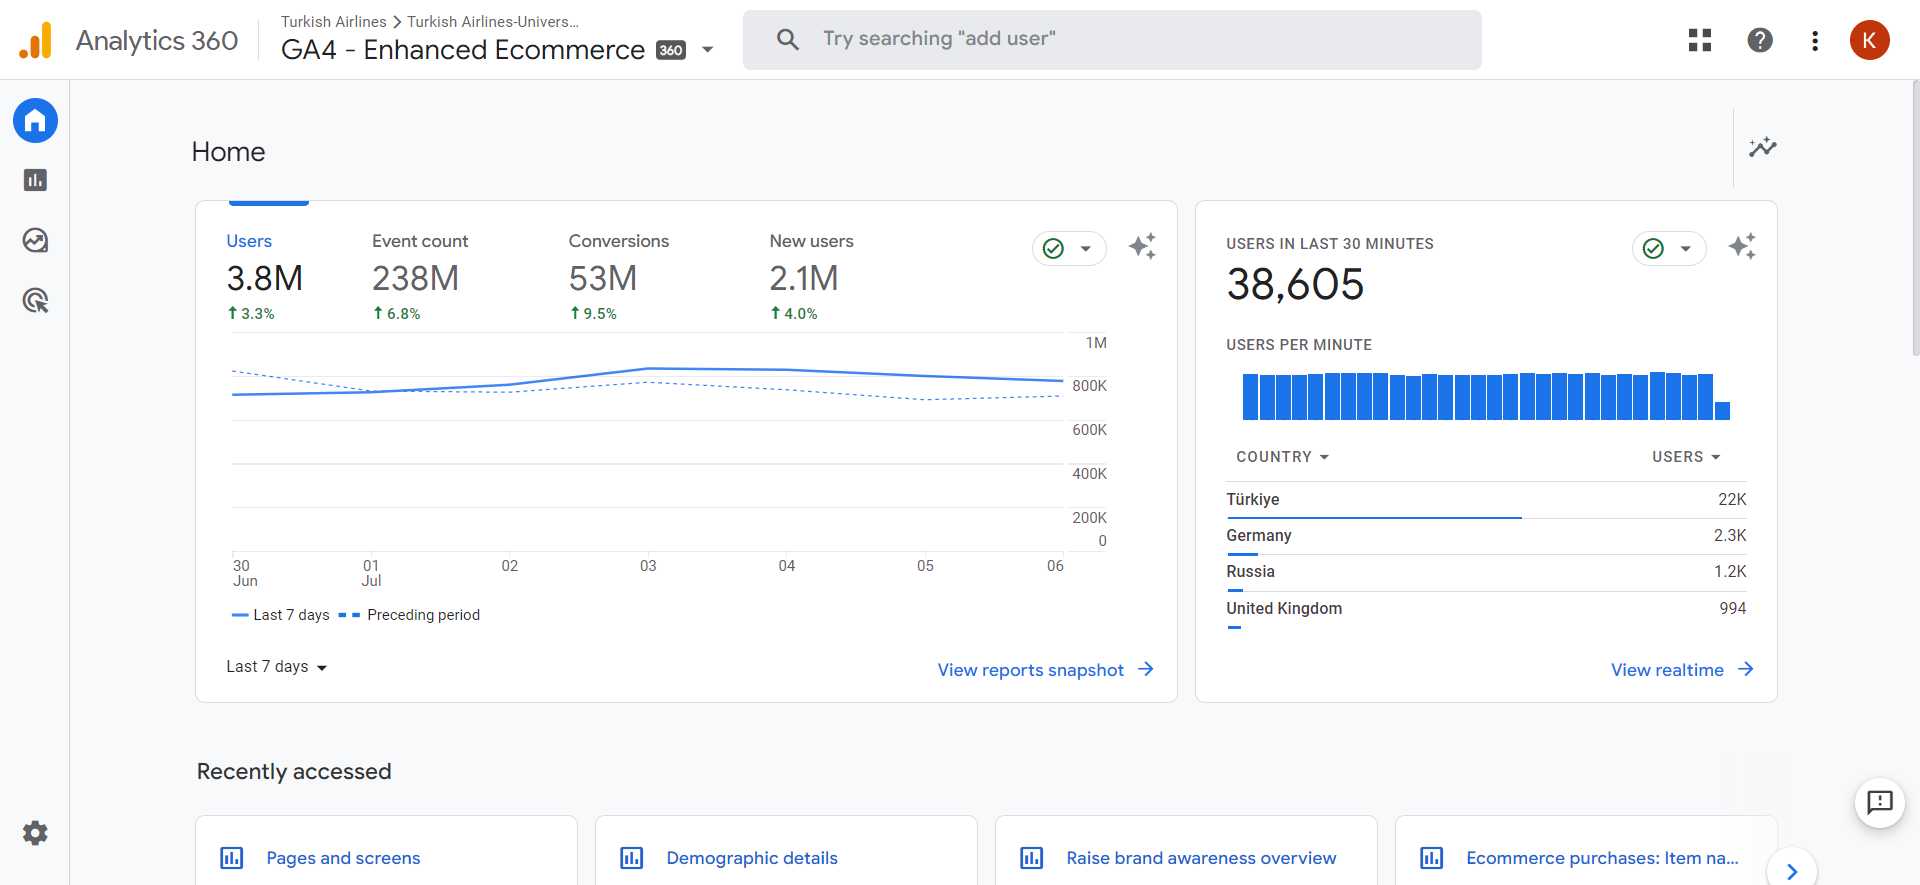 Analytics 360
Turkish Airlines > Turkish Airlines-Univers...
GA4 - Enhanced Ecommerce 360
Try searching "add user"
K
Home
Users
3.8M
3.3%
Event count
238M
6.8%
Conversions
53M
9.5%
New users
2.1M
4.0%
1M
800K
600K
400K
200K
0
30 Jun
01 Jul
02
03
04
05
06
Last 7 days
Preceding period
Last 7 days
View reports snapshot
USERS IN LAST 30 MINUTES
38,605
USERS PER MINUTE
COUNTRY USERS
Türkiye 22K
Germany 2.3K
Russia 1.2K
United Kingdom 994
View realtime
Recently accessed
Pages and screens
Demographic details
Raise brand awareness overview
Ecommerce purchases: Item na...